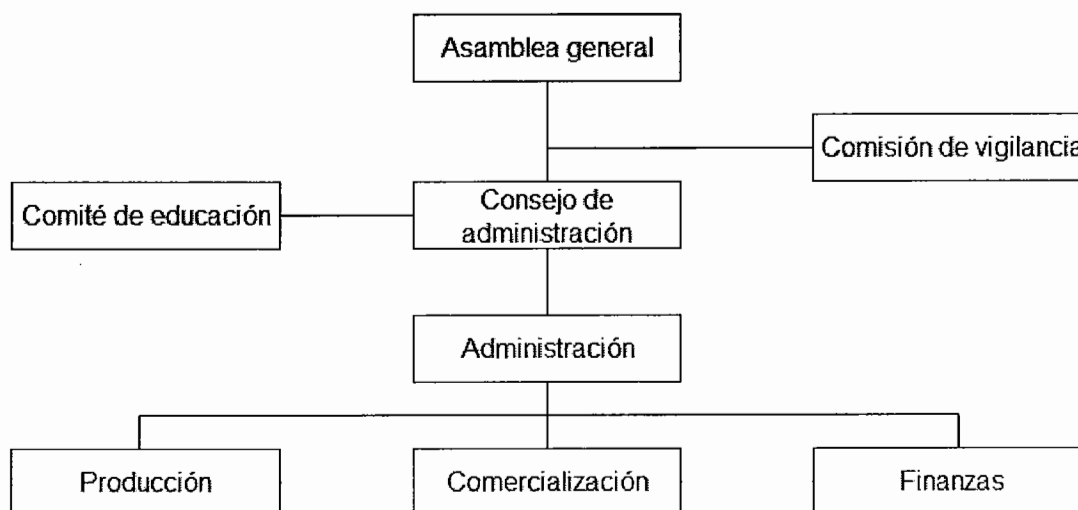 Asamblea general
Comisión de vigilancia
Comité de educación
Consejo de
administración
Administración
Producción
Comercialización
Finanzas